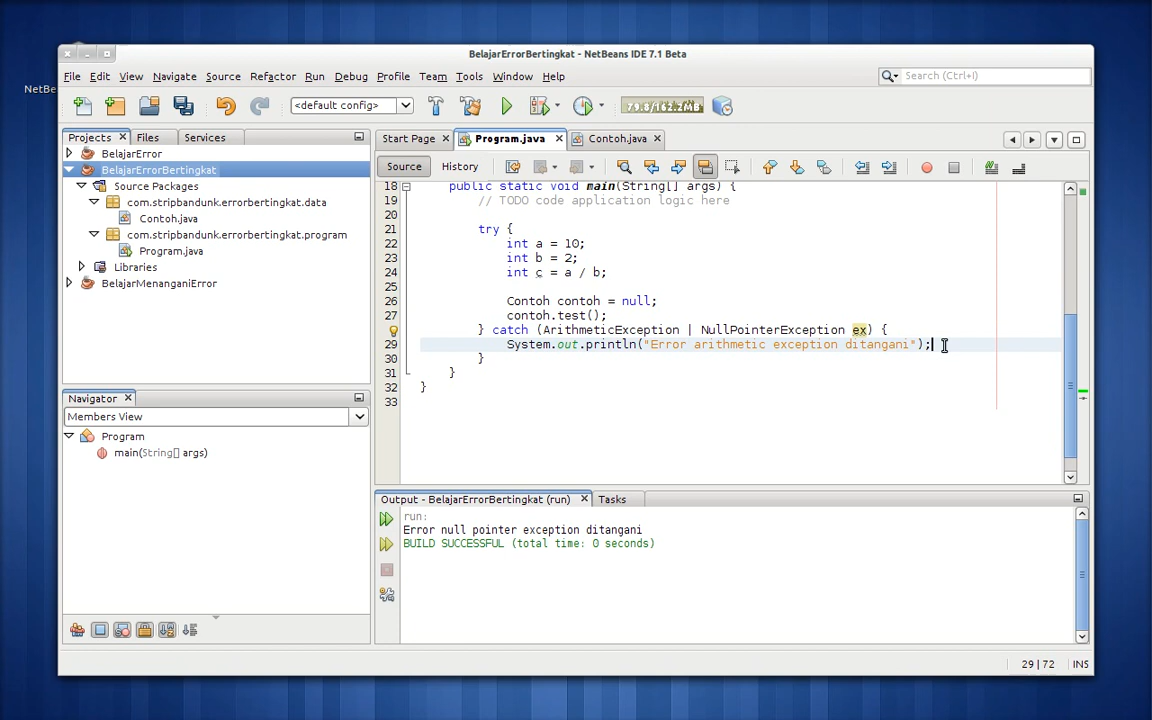 NetBe
BelajarErrorBertingkat - NetBeans IDE 7.1 Beta
File Edit View Navigate Source Refactor Run Debug Profile Team Tools Window Help
Search (Ctrl+I)
<default config>
79.8/162.2MB
Projects Files Services
BelajarError
BelajarErrorBertingkat
Source Packages
com.stripbandunk.errorbertingkat.data
Contoh.java
com.stripbandunk.errorbertingkat.program
Program.java
Libraries
BelajarMenanganiError
Navigator
Members View
Program
main(String[] args)
Start Page Program.java Contoh.java
Source History
18 public static void main(String[] args) {
19 // TODO code application logic here
20
21 try {
22 int a = 10;
23 int b = 2;
24 int c = a / b;
25
26 Contoh contoh = null;
27 contoh.test();
} catch (ArithmeticException | NullPointerException ex) {
29 System.out.println("Error arithmetic exception ditangani");
30 }
31 }
32 }
33
Output - BelajarErrorBertingkat (run) Tasks
run:
Error null pointer exception ditangani
BUILD SUCCESSFUL (total time: 0 seconds)
29 | 72 INS